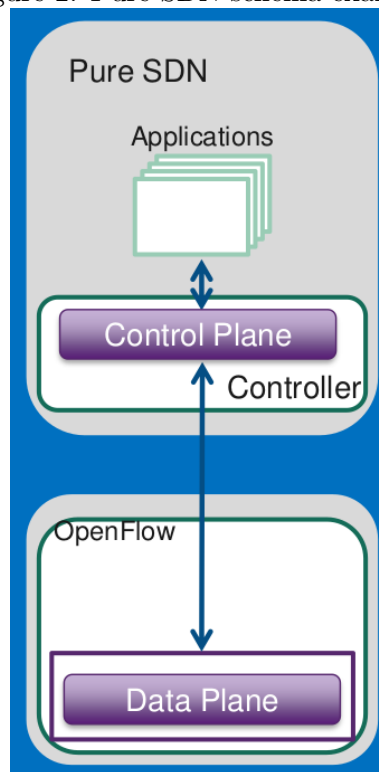 Pure SDN
Applications
Control Plane
Controller
OpenFlow
Data Plane